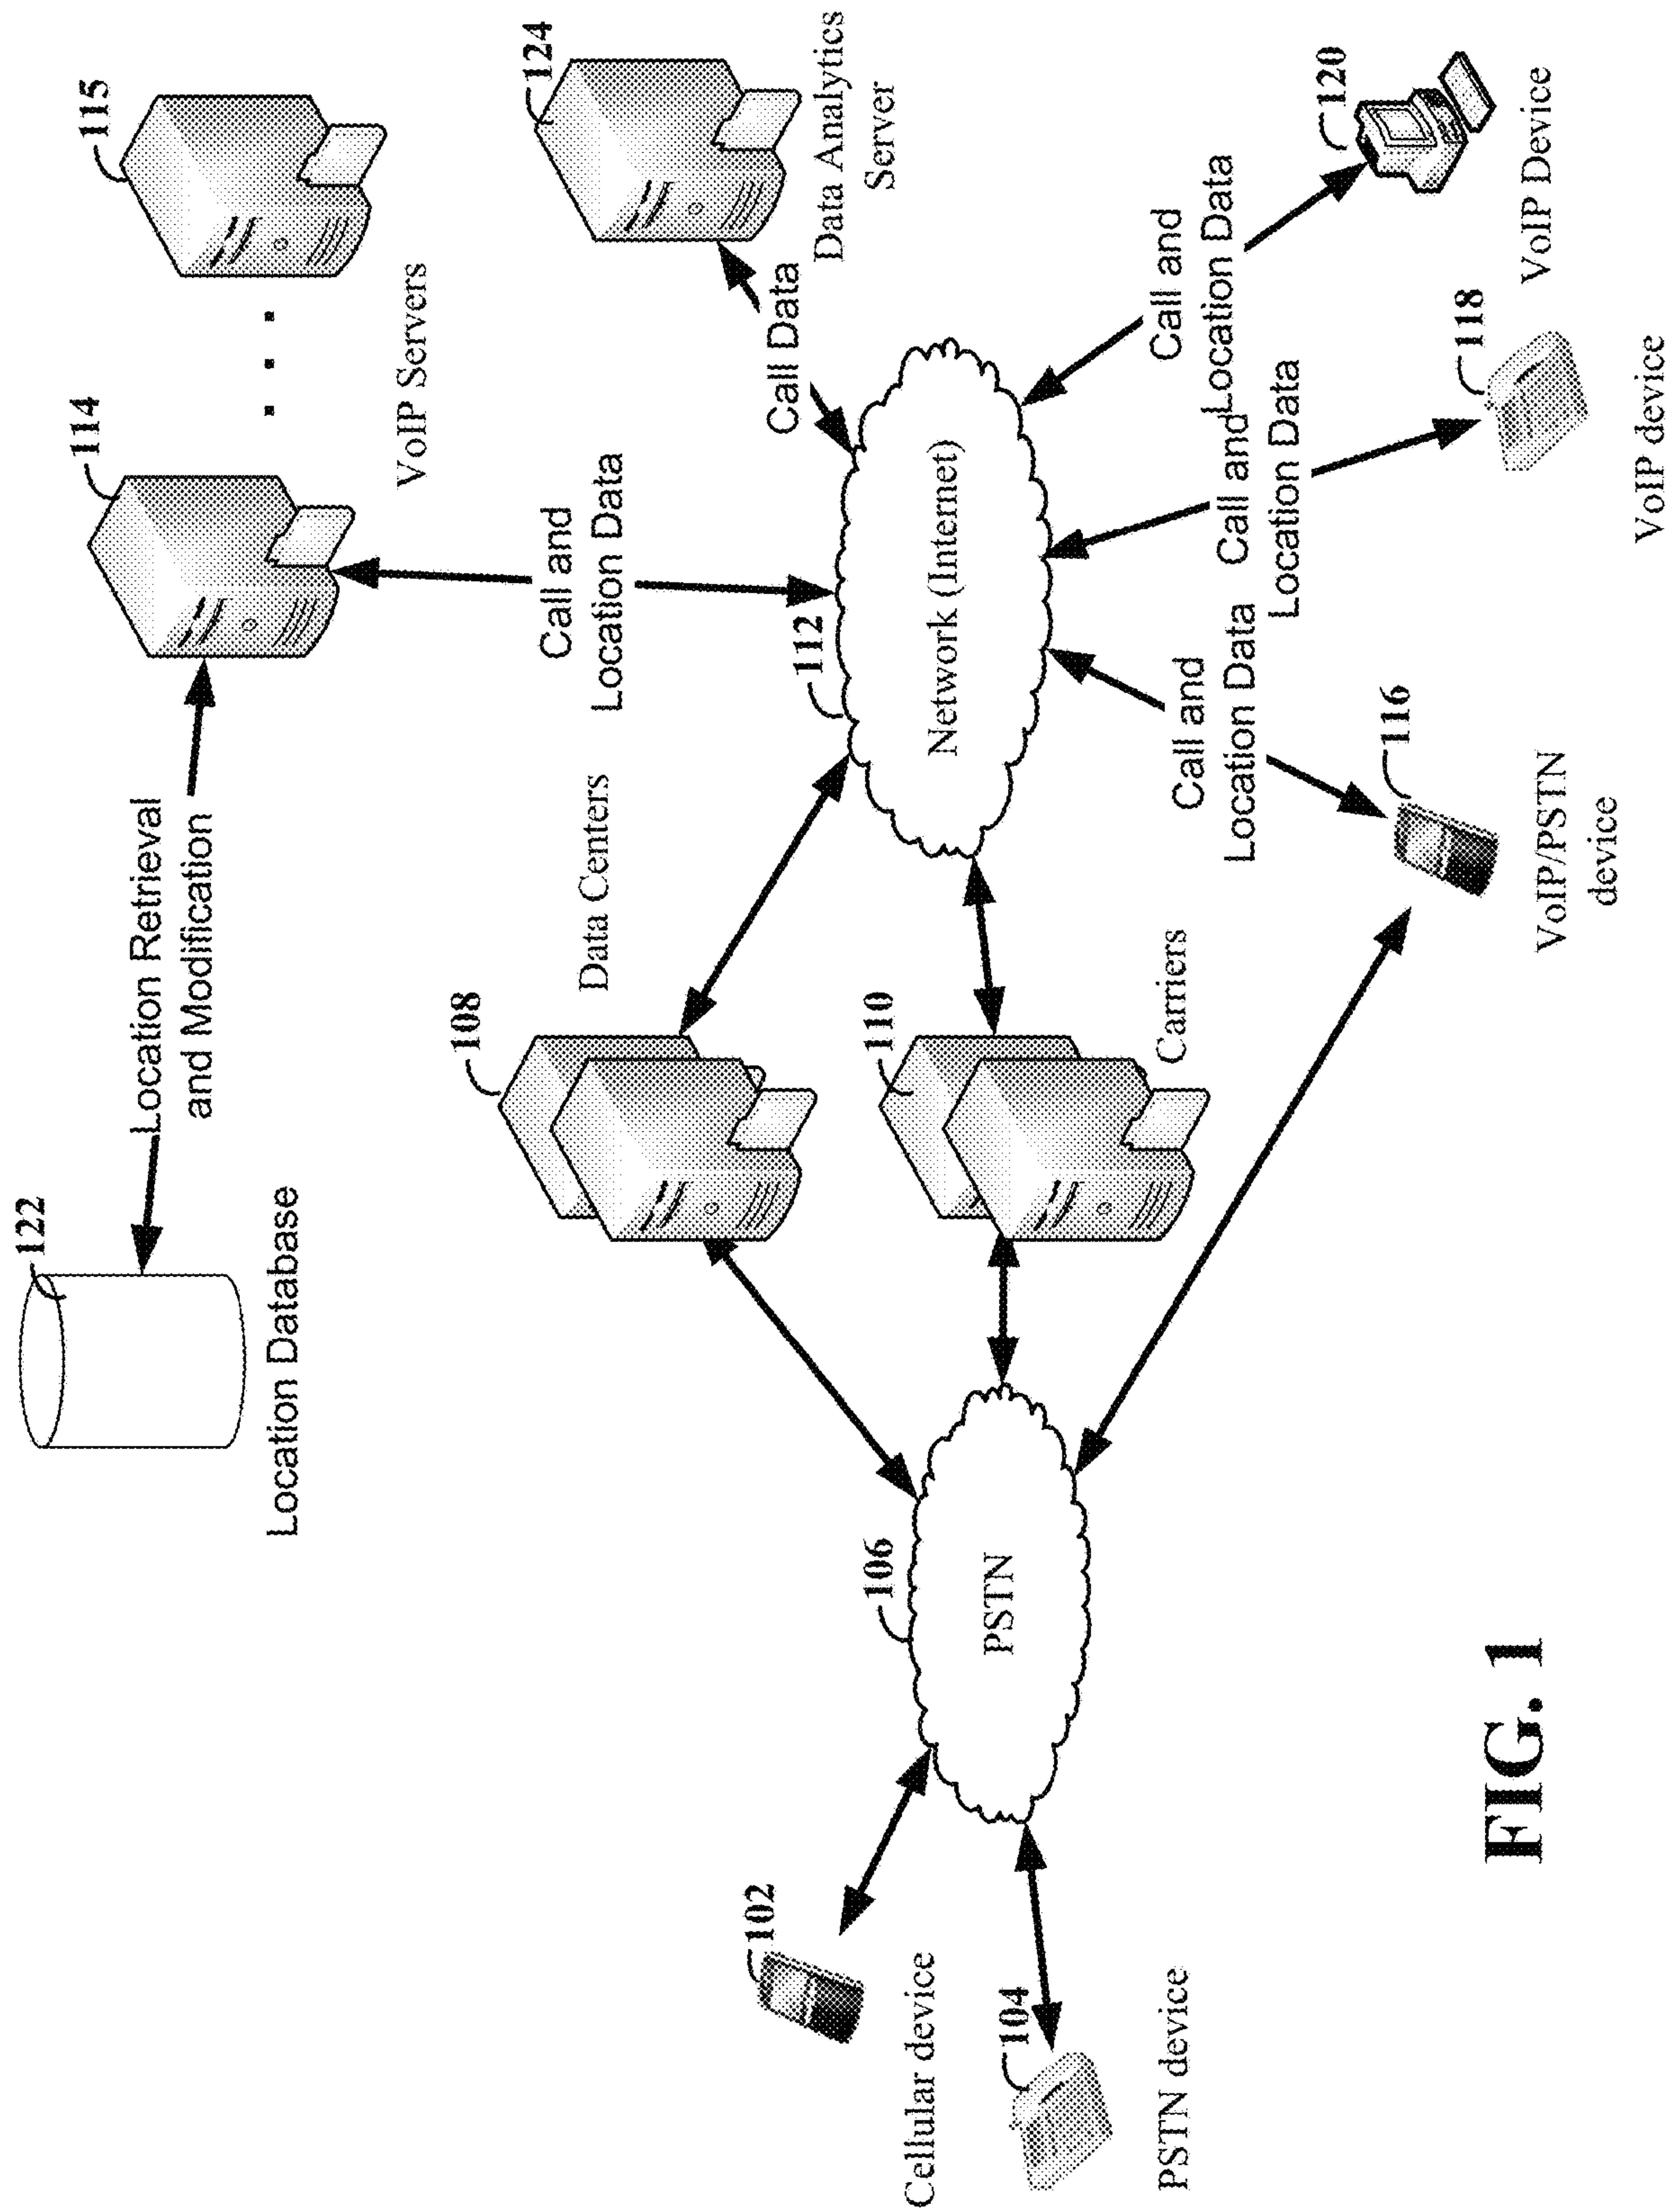 122
Location Database
Location Retrieval
and Modification
114
115
VoIP Servers
124
Data Analytics
Server
Call Data
Call and
Location Data
108
Data Centers
112
Network (Internet)
110
Carriers
106
PSTN
102
Cellular device
104
PSTN device
Call and
Location Data
116
VoIP/PSTN
device
Call and
Location Data
118
VoIP device
Call and
Location Data
120
VoIP Device
FIG. 1